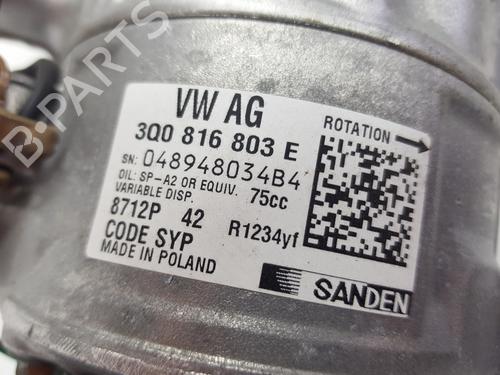 VW AG
3Q0 816 803 E
ROTATION
SN: 048948034B4
OIL: SP-A2 OR EQUIV. 75cc
VARIABLE DISP.
8712P 42 R1234yf
CODE SYP
MADE IN POLAND
SANDEN
B-PARTS